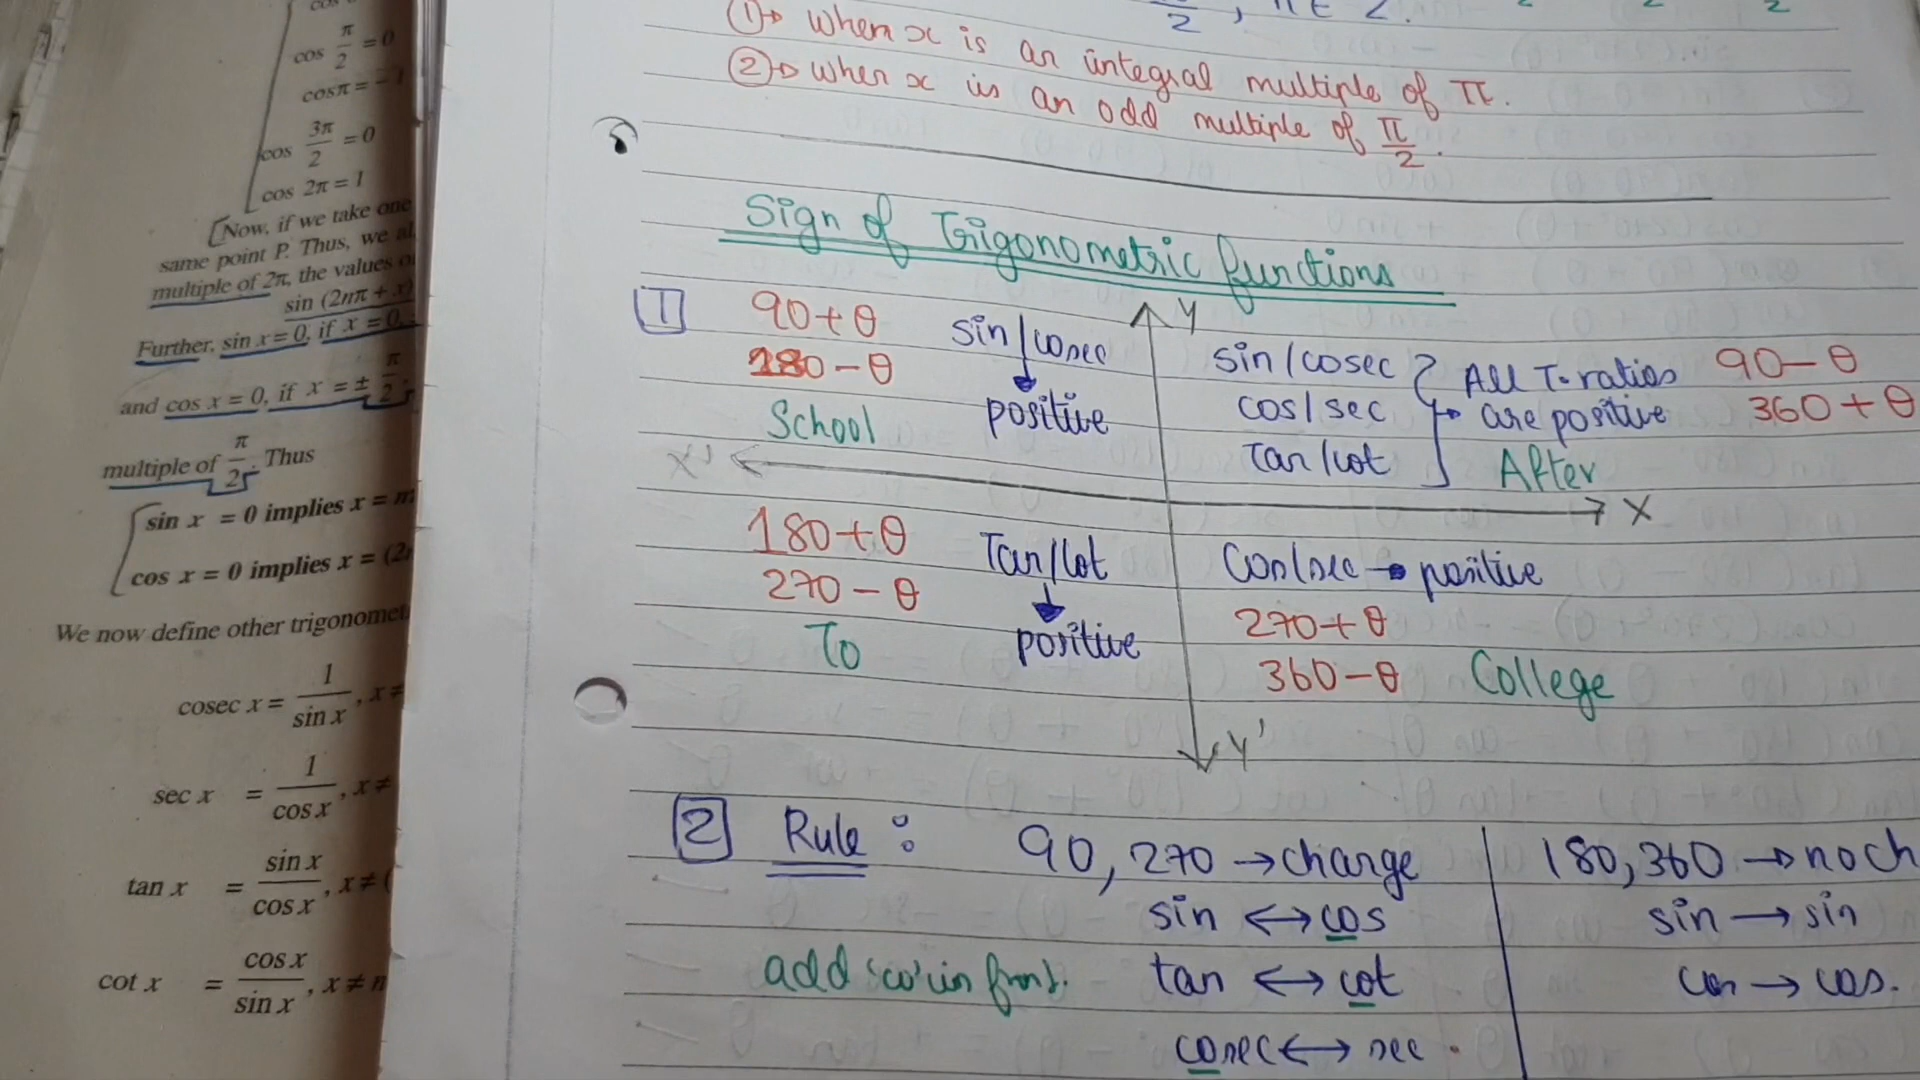 cos π/2 = 0
cosπ = -1
cos 3π/2 = 0
cos 2π = 1
[Now, if we take one
same point P. Thus, we
multiple of 2π, the values
sin (2nπ + x)
Further, sin x = 0, if x = 0,
and cos x = 0, if x = ± π/2,
multiple of π/2. Thus
sin x = 0 implies x =
cos x = 0 implies x = (2
We now define other
cosec x = 1/sin x, x ≠
sec x = 1/cos x, x ≠
tan x = sin x/cos x, x ≠ (
cot x = cos x/sin x, x ≠ n
① → when x is an integral multiple of π.
② → when x is an odd multiple of π/2.
Sign of Trigonometric functions
1
90+θ sin/cosec
180-θ ↓
School positive
Y
sin/cosec All T-ratios 90-θ
cos/sec → are positive 360+θ
Tan/cot After
X' X
180+θ Tan/Cot
270-θ ↓
To positive
Cos/sec → positive
270+θ
360-θ College
Y'
2 Rule : 90, 270 → change
sin ↔ cos
add 'co' in front. tan ↔ cot
cosec ↔ sec .
180, 360 → no ch
sin → sin
cos → cos.